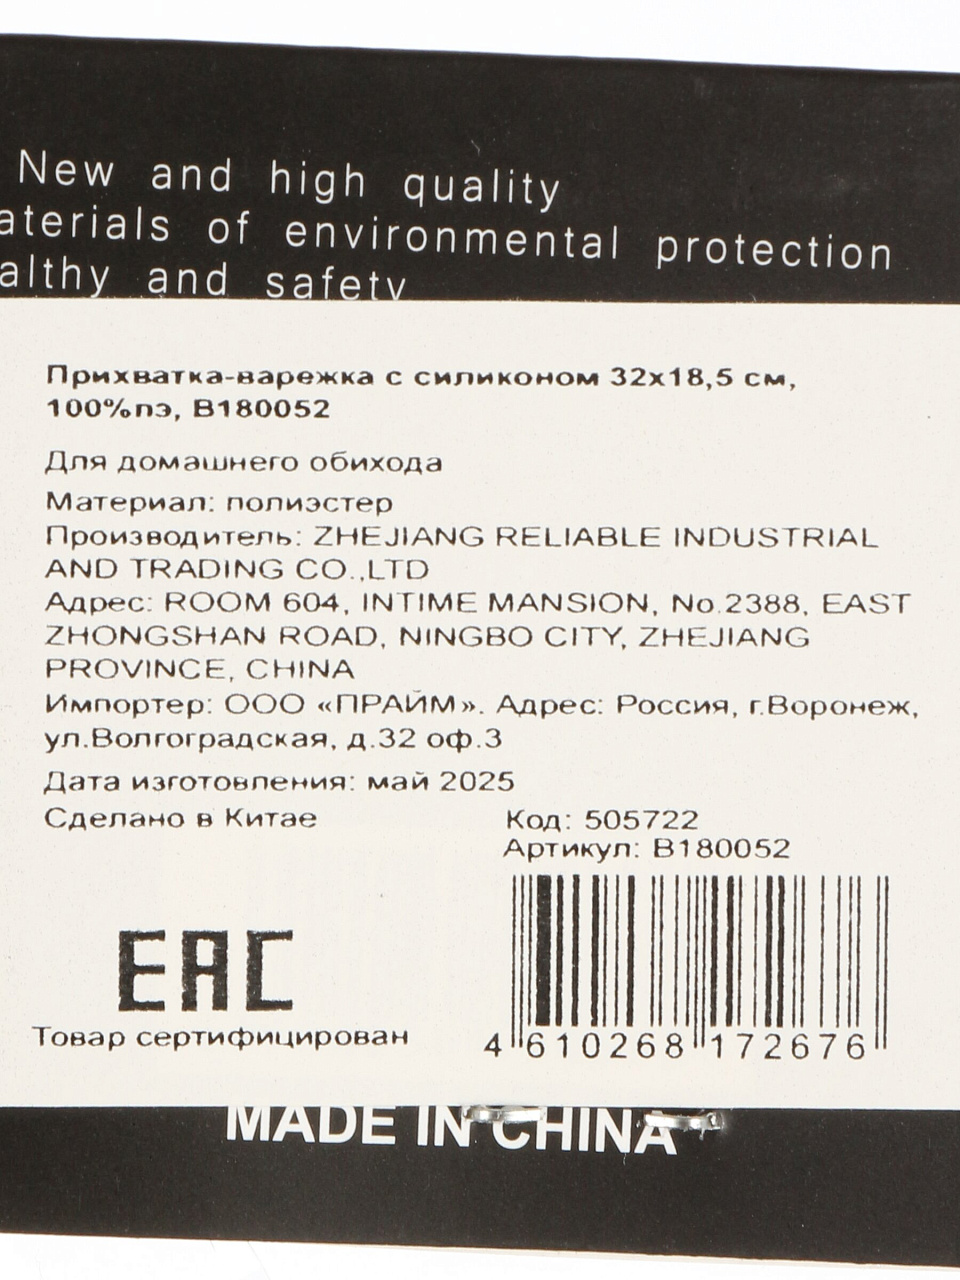 New and high quality
aterials of environmental protection
althy and safety
Прихватка-варежка с силиконом 32х18,5 см,
100%пэ, В180052
Для домашнего обихода
Материал: полиэстер
Производитель: ZHEJIANG RELIABLE INDUSTRIAL
AND TRADING CO.,LTD
Адрес: ROOM 604, INTIME MANSION, No.2388, EAST
ZHONGSHAN ROAD, NINGBO CITY, ZHEJIANG
PROVINCE, CHINA
Импортер: ООО «ПРАЙМ». Адрес: Россия, г.Воронеж,
ул.Волгоградская, д.32 оф.3
Дата изготовления: май 2025
Сделано в Китае
Код: 505722
Артикул: В180052
EAC
Товар сертифицирован
4 610268 172676
MADE IN CHINA